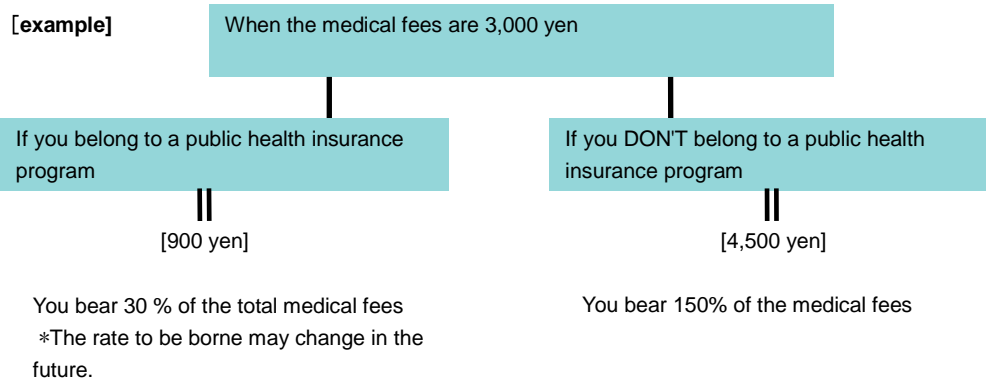 [example]
When the medical fees are 3,000 yen
If you belong to a public health insurance
program
If you DON'T belong to a public health
insurance program
[900 yen]
[4,500 yen]
You bear 30 % of the total medical fees
*The rate to be borne may change in the
future.
You bear 150% of the medical fees